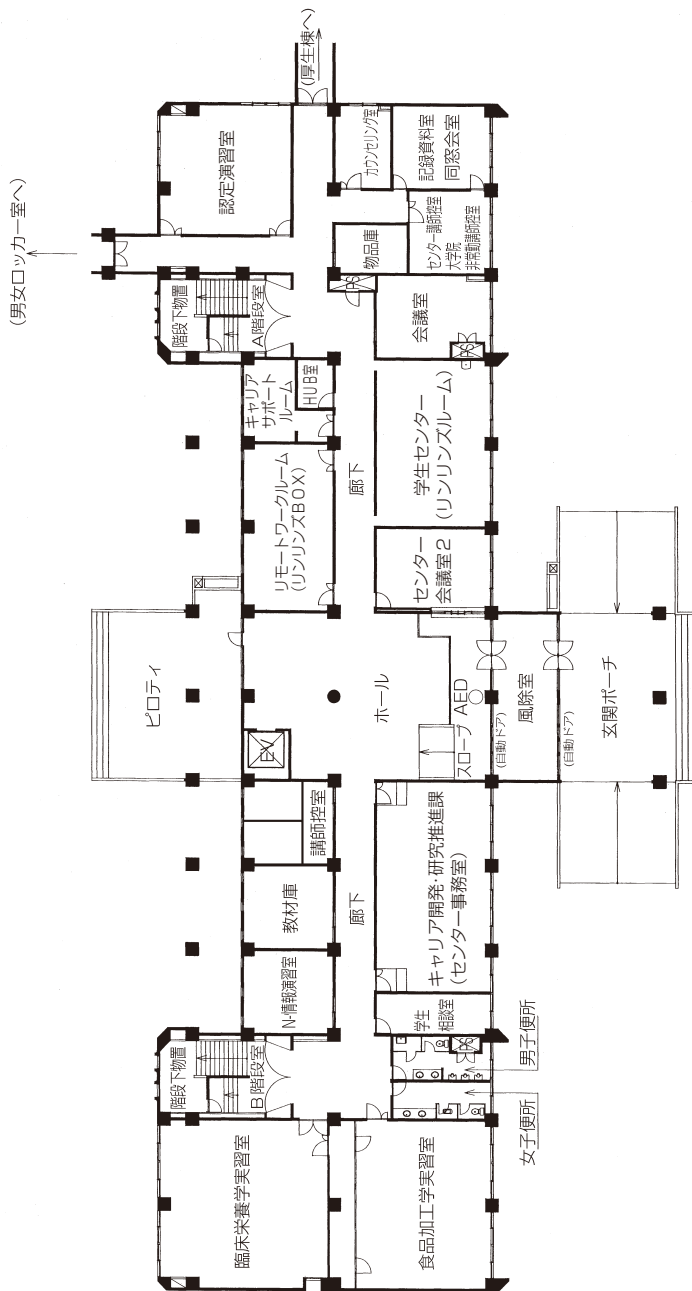 (男女ロッカー室へ)
(厚生棟へ)
認定演習室
カウンセリング室
記録資料室
同窓会室
物品庫
センター講師控室
大学院
非常勤講師控室
階段下物置
A階段室
PS
会議室
PS
キャリア
サポート
ルーム
HUB室
廊下
学生センター
(リンリンズルーム)
リモートワークルーム
(リンリンズBOX)
センター
会議室2
ピロティ
ホール
EV
スロープ
AED
(自動ドア)
風除室
(自動ドア)
玄関ポーチ
講師控室
教材庫
N-情報演習室
廊下
キャリア開発・研究推進課
(センター事務室)
学生
相談室
階段下物置
B階段室
PS
男子便所
女子便所
臨床栄養学実習室
食品加工学実習室